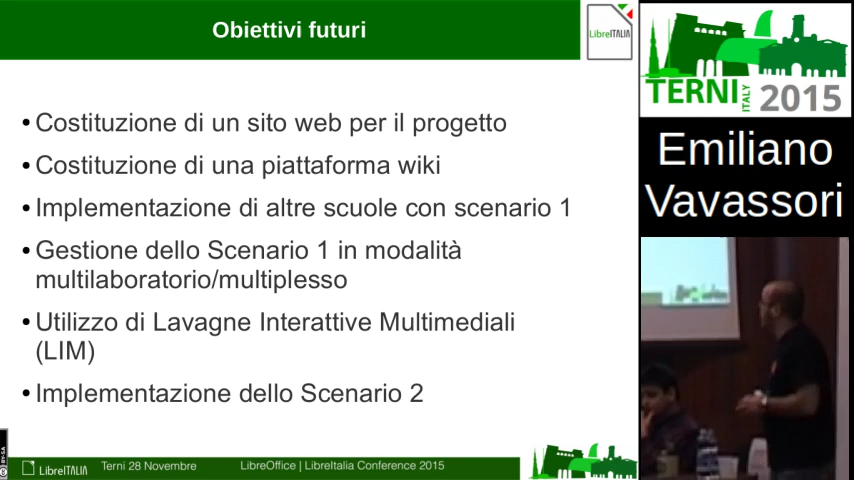 Obiettivi futuri
LibreITALIA
Costituzione di un sito web per il progetto
Costituzione di una piattaforma wiki
Implementazione di altre scuole con scenario 1
Gestione dello Scenario 1 in modalità
multilaboratorio/multiplesso
Utilizzo di Lavagne Interattive Multimediali
(LIM)
Implementazione dello Scenario 2
BY-SA
LibreITALIA
Terni 28 Novembre
LibreOffice | LibreItalia Conference 2015
TERNI
ITALY
2015
Emiliano
Vavassori